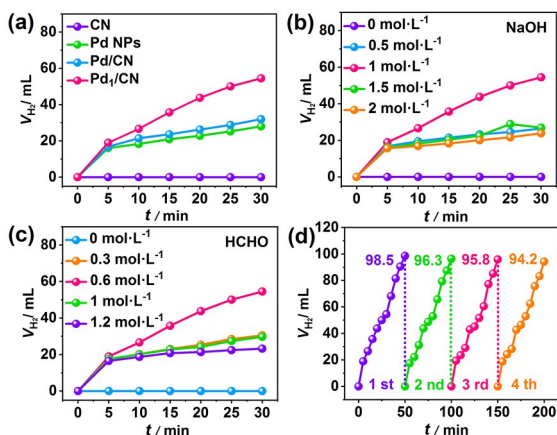 (a)
CN
Pd NPs
Pd/CN
Pd₁/CN
V_H₂/ mL
80
60
40
20
0
0 5 10 15 20 25 30
t / min
(b)
0 mol·L⁻¹
NaOH
0.5 mol·L⁻¹
1 mol·L⁻¹
1.5 mol·L⁻¹
2 mol·L⁻¹
V_H₂/ mL
80
60
40
20
0
0 5 10 15 20 25 30
t / min
(c)
HCHO
0 mol·L⁻¹
0.3 mol·L⁻¹
0.6 mol·L⁻¹
1 mol·L⁻¹
1.2 mol·L⁻¹
V_H₂/ mL
80
60
40
20
0
0 5 10 15 20 25 30
t / min
(d)
98.5 96.3 95.8 94.2
1 st 2 nd 3 rd 4 th
V_H₂/ mL
120
100
80
60
40
20
0
0 50 100 150 200
t / min